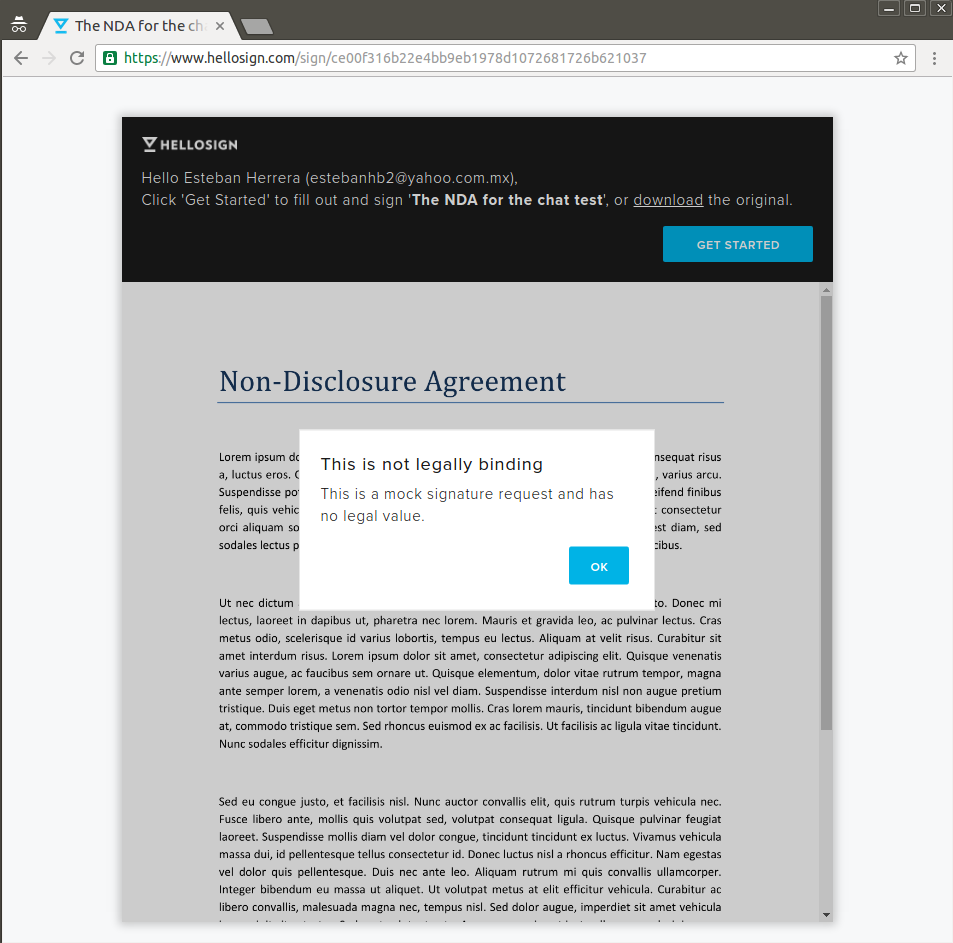 The NDA for the cha
https://www.hellosign.com/sign/ce00f316b22e4bb9eb1978d1072681726b621037
HELLOSIGN
Hello Esteban Herrera (estebanhb2@yahoo.com.mx),
Click 'Get Started' to fill out and sign 'The NDA for the chat test', or download the original.
GET STARTED
Non-Disclosure Agreement
Lorem ipsum nsequat risus
a, luctus eros. , varius arcu.
Suspendisse eifend finibus
felis, quis consectetur
orci aliquam est diam, sed
sodales lectus
This is not legally binding
This is a mock signature request and has
no legal value.
OK
Ut nec dictum to. Donec mi
lectus, laoreet in dapibus ut, pharetra nec lorem. Mauris et gravida leo, ac pulvinar lectus. Cras
metus odio, scelerisque id varius lobortis, tempus eu lectus. Aliquam at velit risus. Curabitur sit
amet interdum risus. Lorem ipsum dolor sit amet, consectetur adipiscing elit. Quisque venenatis
varius augue, ac faucibus sem ornare ut. Quisque elementum, dolor vitae rutrum tempor, magna
ante semper lorem, a venenatis odio nisl vel diam. Suspendisse interdum nisl non augue pretium
tristique. Duis eget metus non tortor tempor mollis. Cras lorem mauris, tincidunt bibendum augue
at, commodo tristique sem. Sed rhoncus euismod ex ac facilisis. Ut facilisis ac ligula vitae tincidunt.
Nunc sodales efficitur dignissim.
Sed eu congue justo, et facilisis nisl. Nunc auctor convallis elit, quis rutrum turpis vehicula nec.
Fusce libero ante, mollis quis volutpat sed, volutpat consequat ligula. Quisque pulvinar feugiat
laoreet. Suspendisse mollis diam vel dolor congue, tincidunt tincidunt ex luctus. Vivamus vehicula
massa dui, id pellentesque tellus consectetur id. Donec luctus nisl a rhoncus efficitur. Nam egestas
vel dolor quis pellentesque. Duis nec ante leo. Aliquam rutrum mi quis convallis ullamcorper.
Integer bibendum eu massa ut aliquet. Ut volutpat metus at elit efficitur vehicula. Curabitur ac
libero convallis, malesuada magna nec, tempus nisl. Sed dolor augue, imperdiet sit amet vehicula